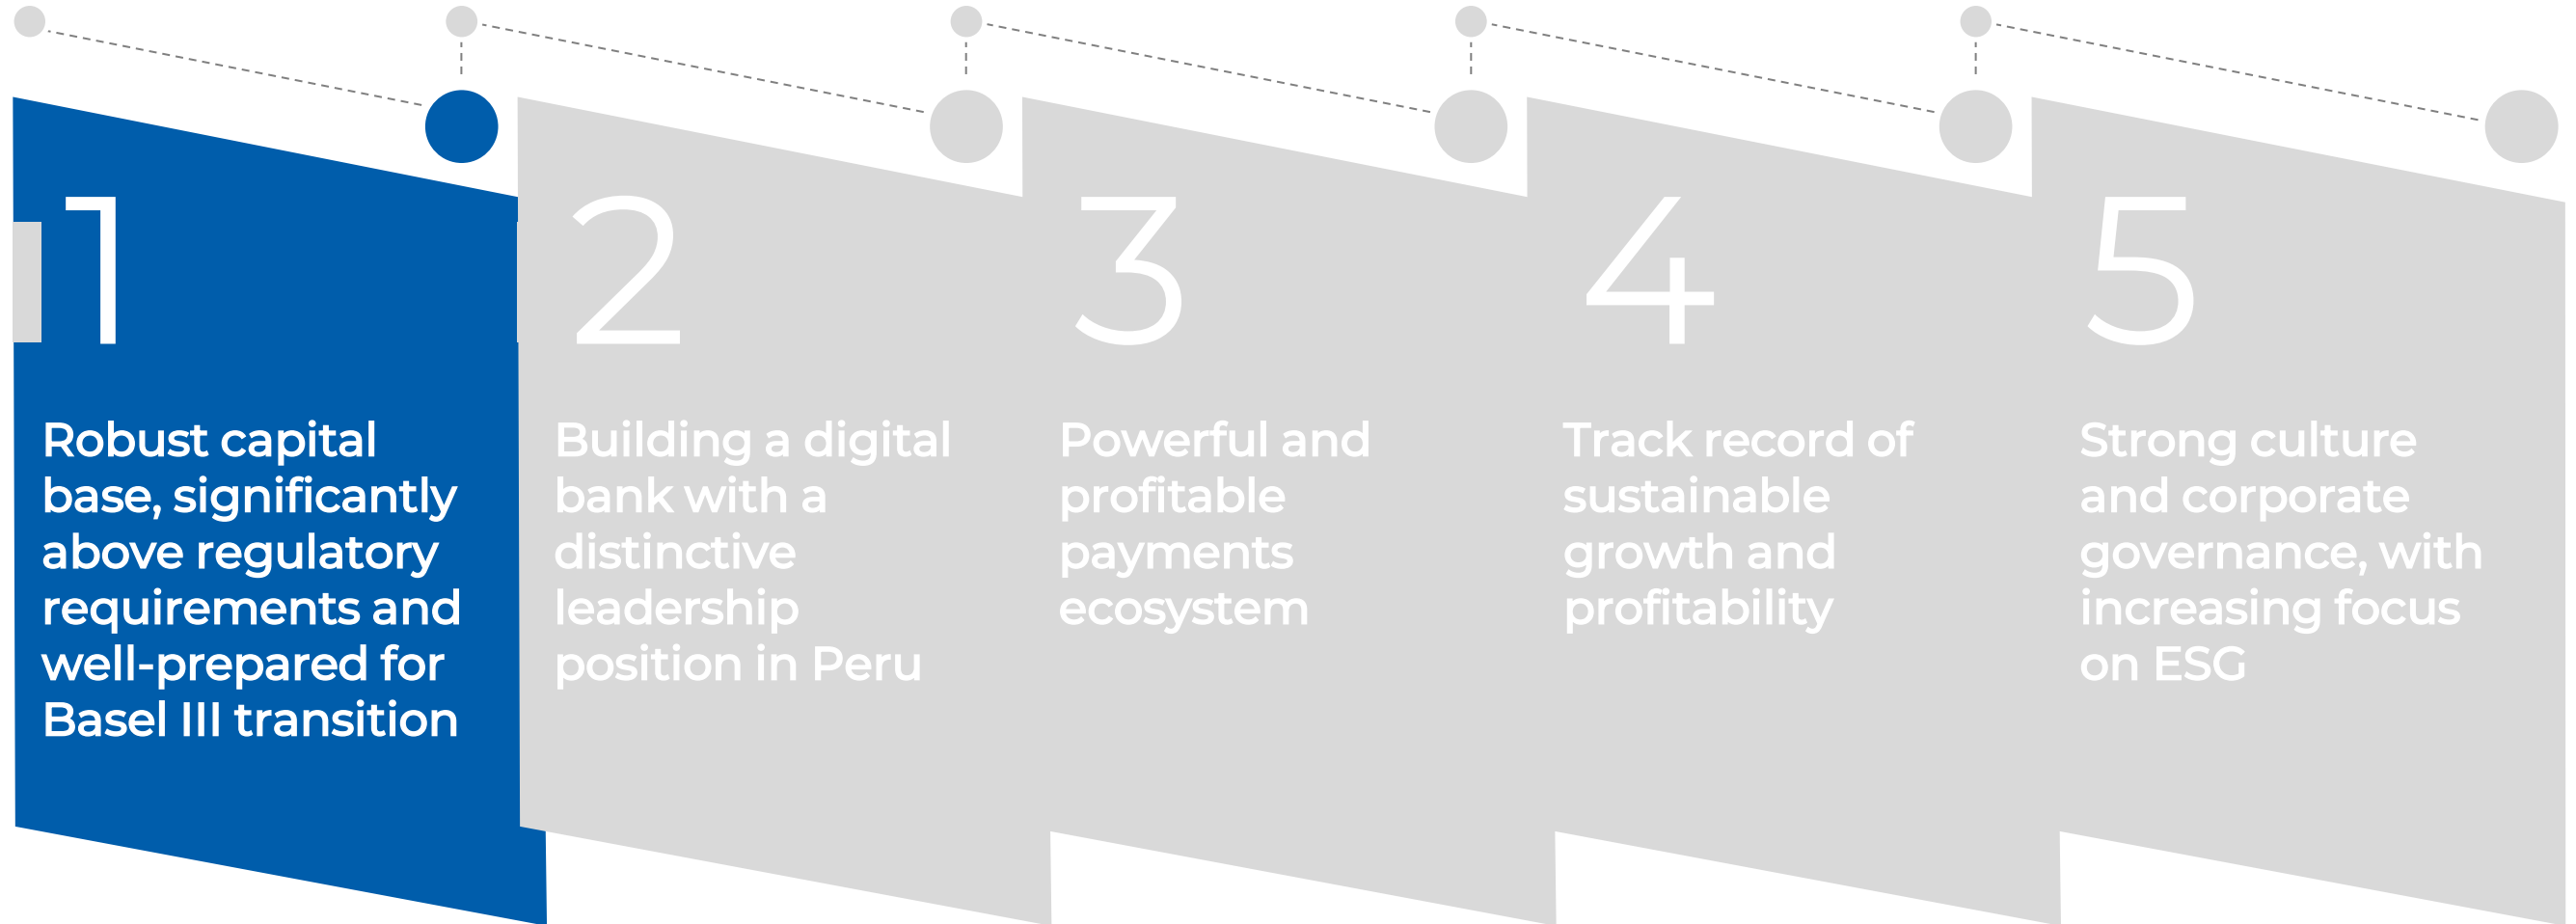 1
Robust capital
base, significantly
above regulatory
requirements and
well-prepared for
Basel III transition
2
Building a digital
bank with a
distinctive
leadership
position in Peru
3
Powerful and
profitable
payments
ecosystem
4
Track record of
sustainable
growth and
profitability
5
Strong culture
and corporate
governance, with
increasing focus
on ESG